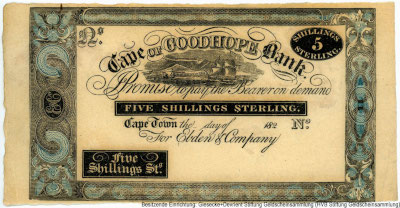 No.
Cape OF GOODHOPE Bank.
SHILLINGS
5
STERLING.
Promise to pay the Bearer on demand
FIVE SHILLINGS STERLING.
Cape Town the day of 182 No.
For Ebden & Company
Five
Shillings St.
Besitzende Einrichtung: Giesecke+Devrient Stiftung Geldscheinsammlung (HVB Stiftung Geldscheinsammlung)